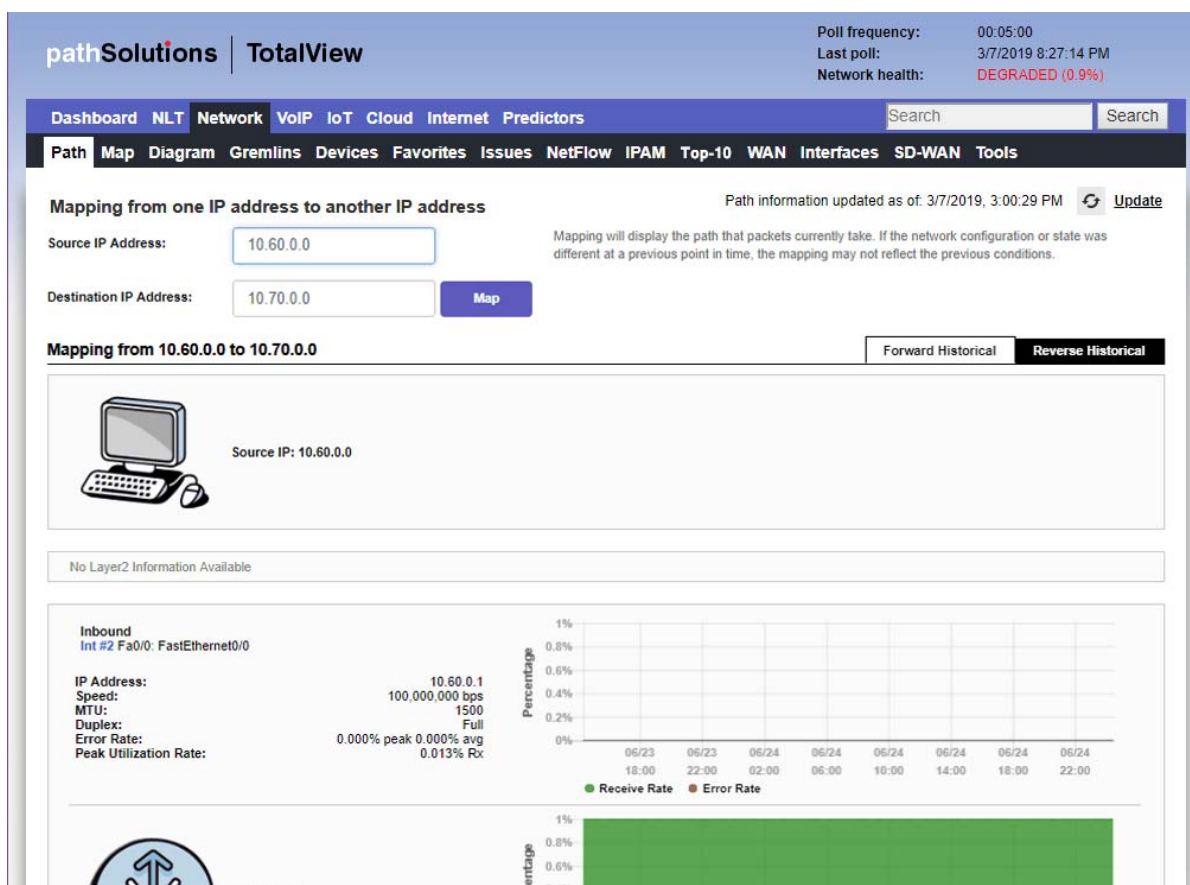 pathSolutions | TotalView
Poll frequency: 00:05:00
Last poll: 3/7/2019 8:27:14 PM
Network health: DEGRADED (0.9%)
Dashboard NLT Network VoIP IoT Cloud Internet Predictors Search Search
Path Map Diagram Gremlins Devices Favorites Issues NetFlow IPAM Top-10 WAN Interfaces SD-WAN Tools
Mapping from one IP address to another IP address
Path information updated as of: 3/7/2019, 3:00:29 PM Update
Source IP Address: 10.60.0.0
Mapping will display the path that packets currently take. If the network configuration or state was
different at a previous point in time, the mapping may not reflect the previous conditions.
Destination IP Address: 10.70.0.0 Map
Mapping from 10.60.0.0 to 10.70.0.0
Forward Historical Reverse Historical
Source IP: 10.60.0.0
No Layer2 Information Available
Inbound
Int #2 Fa0/0: FastEthernet0/0
IP Address: 10.60.0.1
Speed: 100,000,000 bps
MTU: 1500
Duplex: Full
Error Rate: 0.000% peak 0.000% avg
Peak Utilization Rate: 0.013% Rx
Percentage
1%
0.8%
0.6%
0.4%
0.2%
0%
06/23 06/23 06/24 06/24 06/24 06/24 06/24 06/24
18:00 22:00 02:00 06:00 10:00 14:00 18:00 22:00
Receive Rate Error Rate
1%
0.8%
0.6%